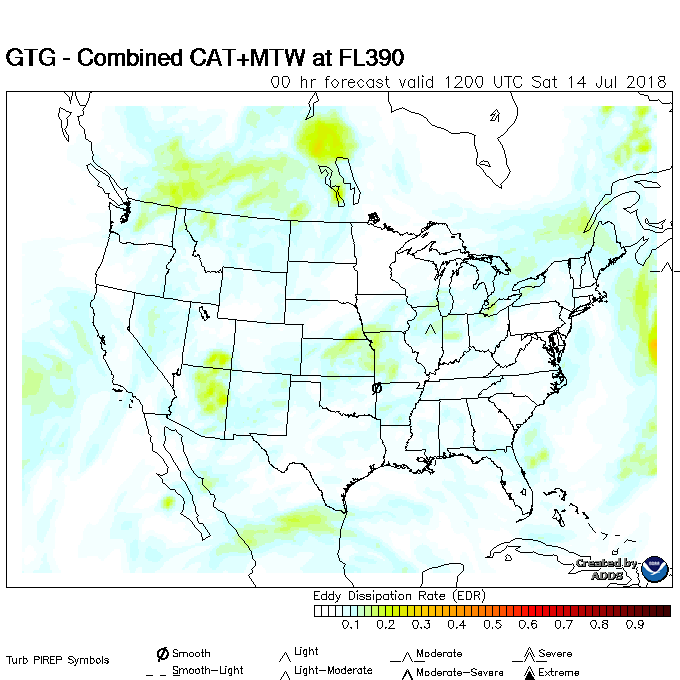 GTG - Combined CAT+MTW at FL390
00 hr forecast valid 1200 UTC Sat 14 Jul 2018
Created by
ADDS
Eddy Dissipation Rate (EDR)
0.1 0.2 0.3 0.4 0.5 0.6 0.7 0.8 0.9
Turb PIREP Symbols
Smooth
Light
Moderate
Severe
Smooth-Light
Light-Moderate
Moderate-Severe
Extreme